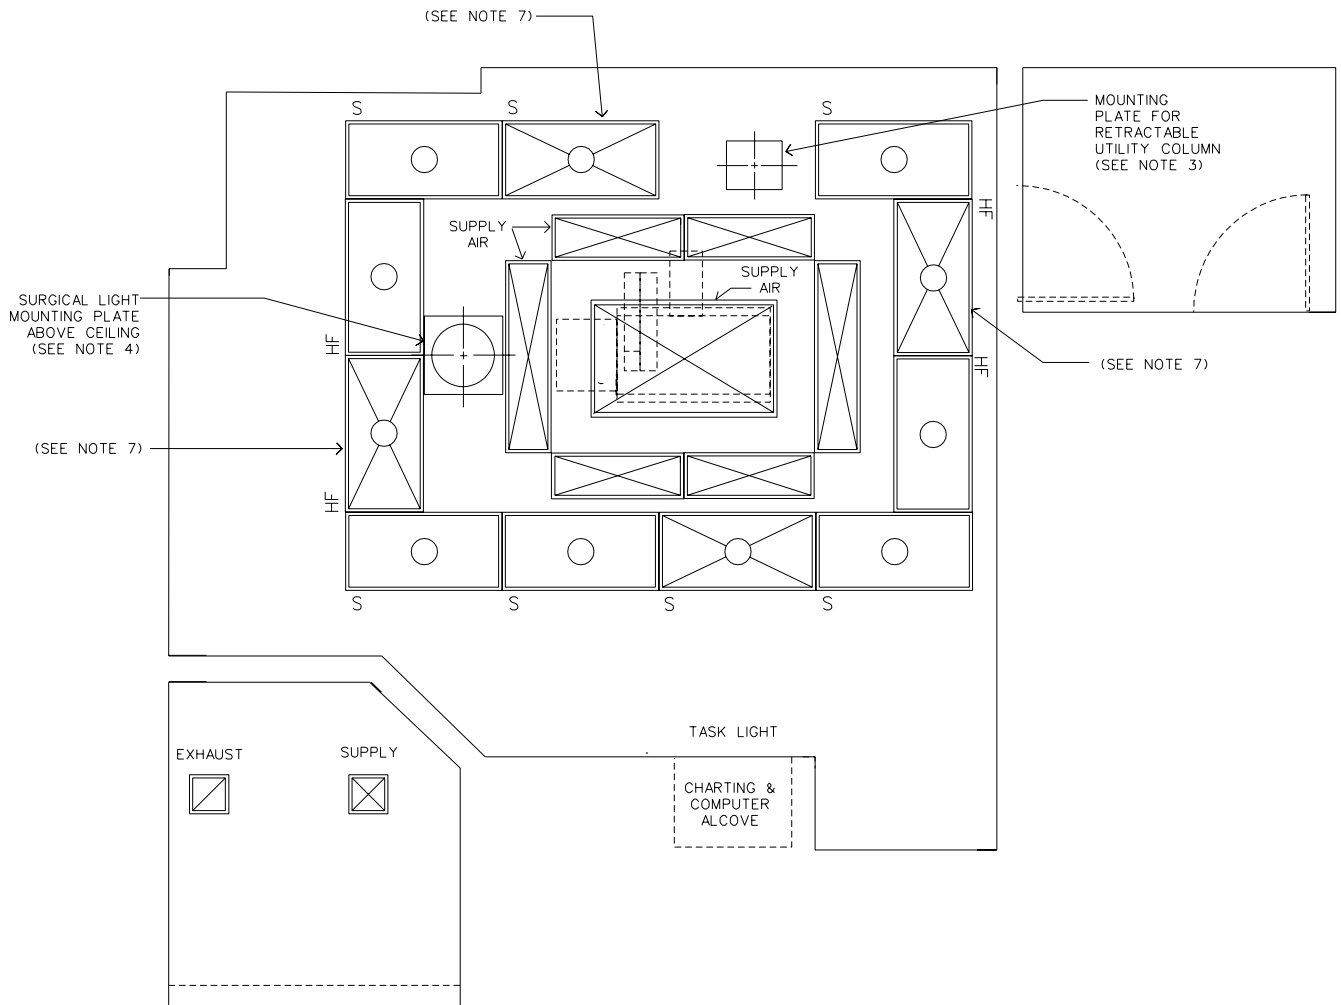 (SEE NOTE 7)
S
S
S
MOUNTING
PLATE FOR
RETRACTABLE
UTILITY COLUMN
(SEE NOTE 3)
HF
SUPPLY
AIR
SUPPLY
AIR
SURGICAL LIGHT
MOUNTING PLATE
ABOVE CEILING
(SEE NOTE 4)
HF
HF
(SEE NOTE 7)
(SEE NOTE 7)
HF
S
S
S
S
TASK LIGHT
EXHAUST
SUPPLY
CHARTING &
COMPUTER
ALCOVE